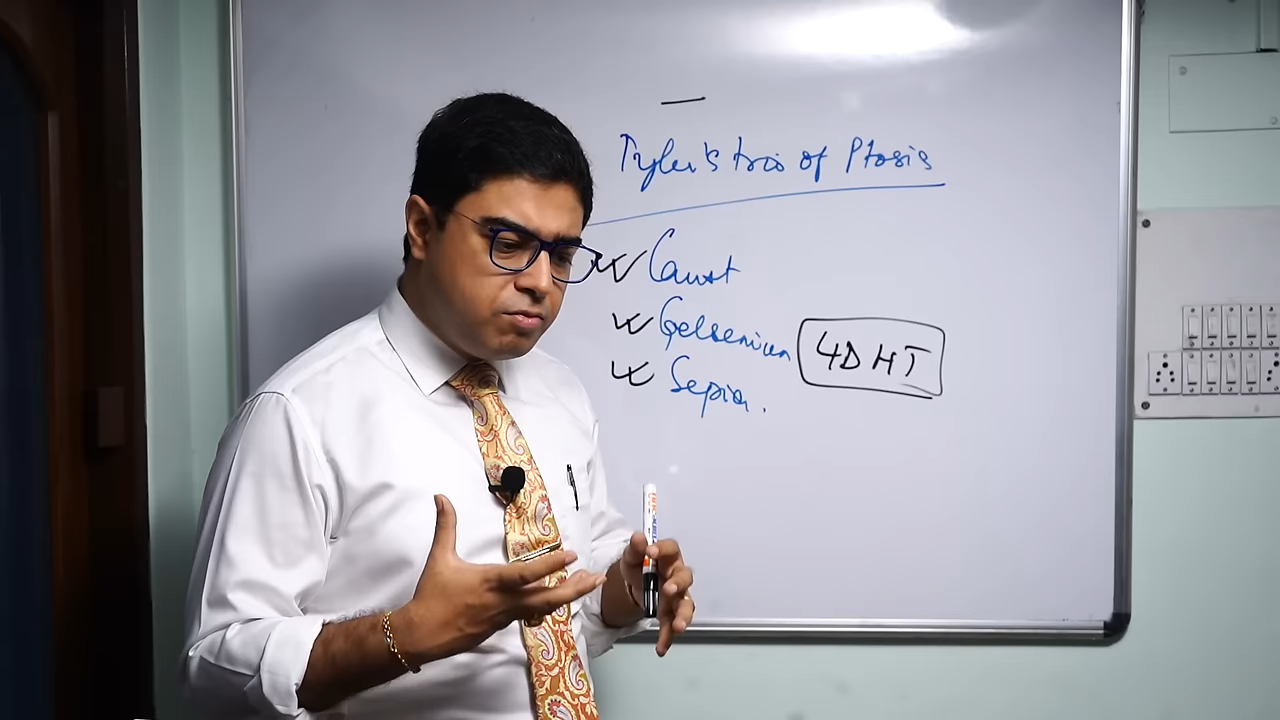 Tyler's trio of Ptosis
Caust
Gelsemium
4D HT
Sepia.